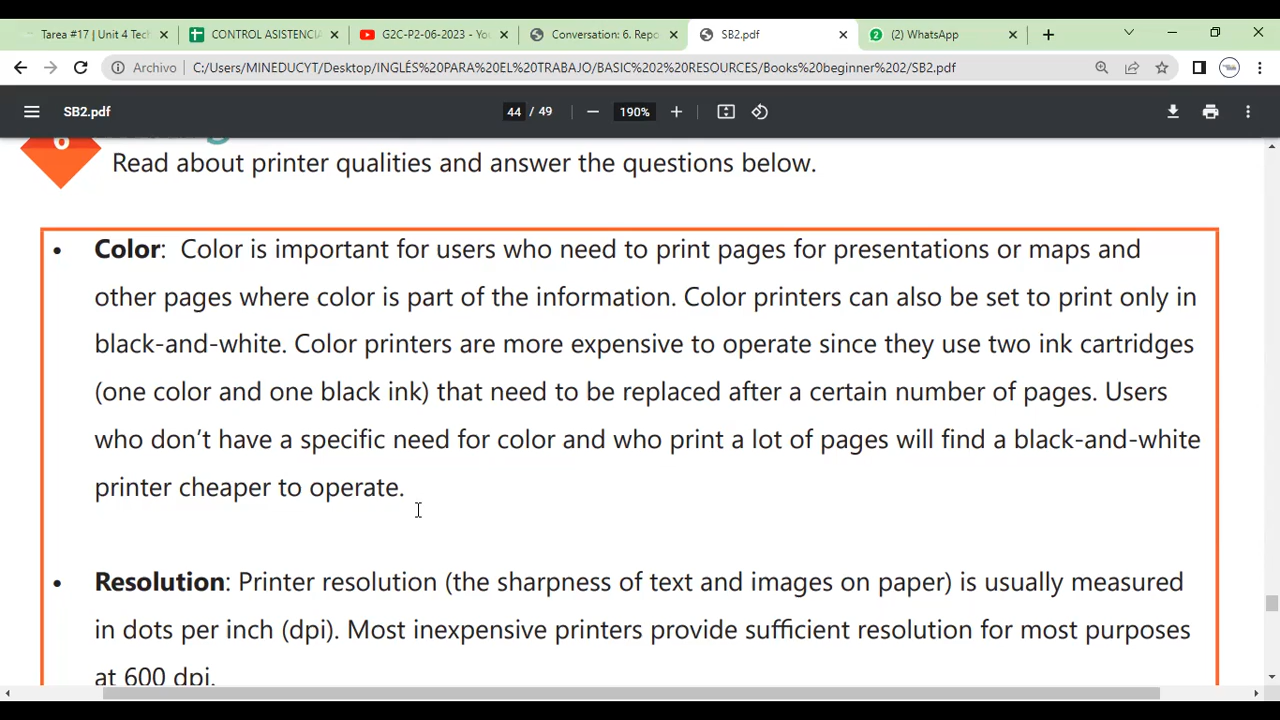 Tarea #17 | Unit 4 Tech
CONTROL ASISTENCIA
G2C-P2-06-2023 - You
Conversation: 6. Repo
SB2.pdf
(2) WhatsApp
Archivo
C:/Users/MINEDUCYT/Desktop/INGLÉS%20PARA%20EL%20TRABAJO/BASIC%202%20RESOURCES/Books%20beginner%202/SB2.pdf
SB2.pdf
44 / 49
190%
6
Read about printer qualities and answer the questions below.
• Color: Color is important for users who need to print pages for presentations or maps and
other pages where color is part of the information. Color printers can also be set to print only in
black-and-white. Color printers are more expensive to operate since they use two ink cartridges
(one color and one black ink) that need to be replaced after a certain number of pages. Users
who don’t have a specific need for color and who print a lot of pages will find a black-and-white
printer cheaper to operate.
• Resolution: Printer resolution (the sharpness of text and images on paper) is usually measured
in dots per inch (dpi). Most inexpensive printers provide sufficient resolution for most purposes
at 600 dpi.